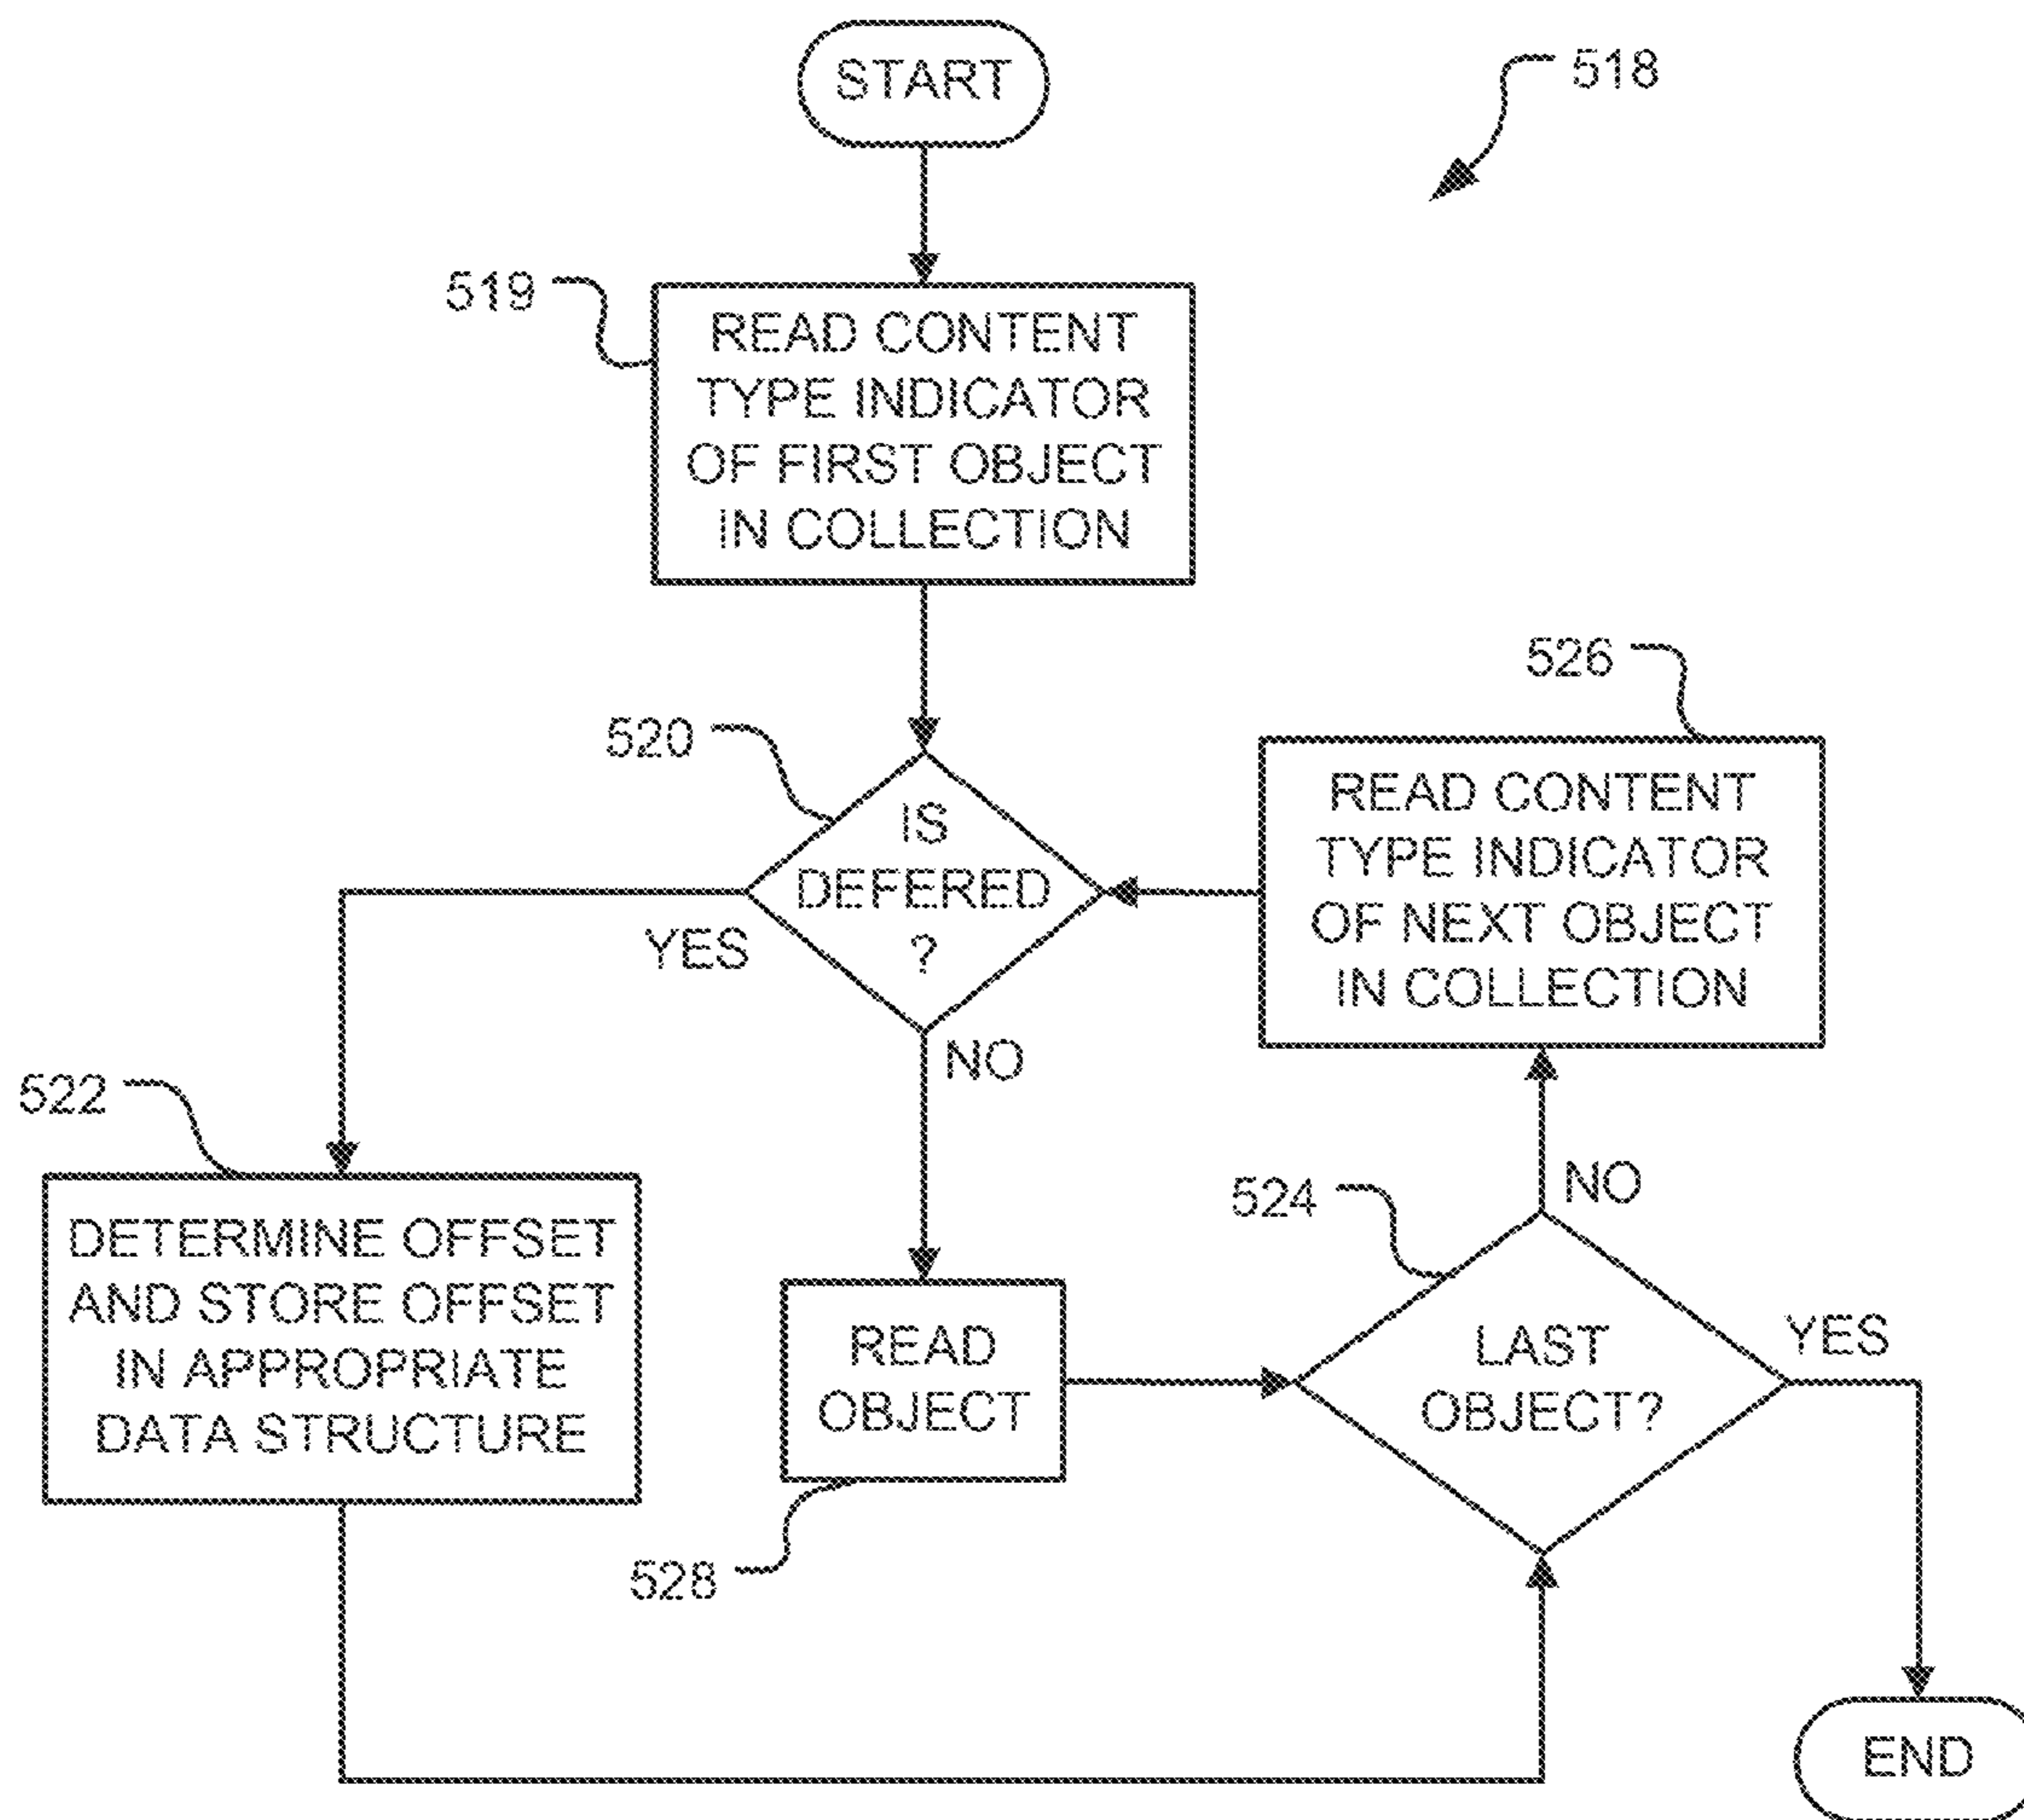 START
518
519
READ CONTENT
TYPE INDICATOR
OF FIRST OBJECT
IN COLLECTION
526
520
IS
DEFERED
?
READ CONTENT
TYPE INDICATOR
OF NEXT OBJECT
IN COLLECTION
YES
NO
522
DETERMINE OFFSET
AND STORE OFFSET
IN APPROPRIATE
DATA STRUCTURE
READ
OBJECT
528
524
NO
LAST
OBJECT?
YES
END